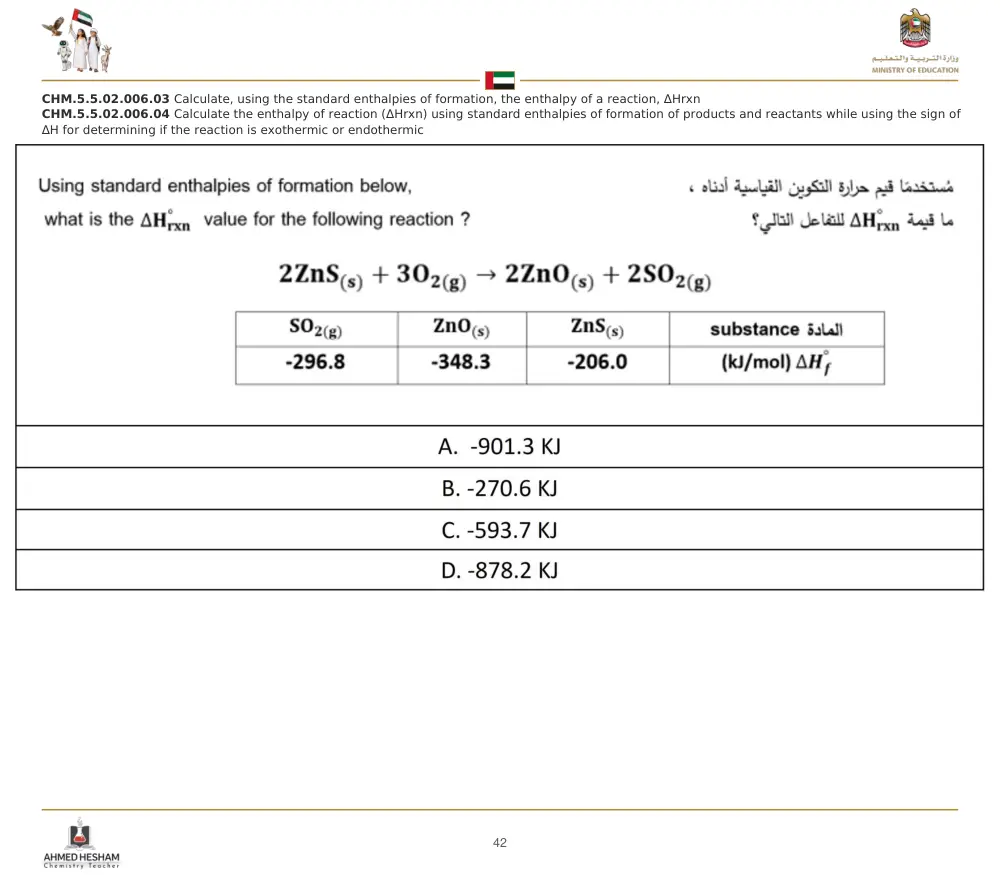 وزارة التربية والتعليم
MINISTRY OF EDUCATION
CHM.5.5.02.006.03 Calculate, using the standard enthalpies of formation, the enthalpy of a reaction, ΔHrxn
CHM.5.5.02.006.04 Calculate the enthalpy of reaction (ΔHrxn) using standard enthalpies of formation of products and reactants while using the sign of
ΔH for determining if the reaction is exothermic or endothermic
Using standard enthalpies of formation below,
what is the ΔH°rxn value for the following reaction ?
مُستخدمًا قيم حرارة التكوين القياسية أدناه ،
ما قيمة ΔH°rxn للتفاعل التالي؟
2ZnS(s) + 3O2(g) → 2ZnO(s) + 2SO2(g)
SO2(g) ZnO(s) ZnS(s) substance المادة
-296.8 -348.3 -206.0 (kJ/mol) ΔH°f
A. -901.3 KJ
B. -270.6 KJ
C. -593.7 KJ
D. -878.2 KJ
AHMED HESHAM
Chemistry Teacher
42